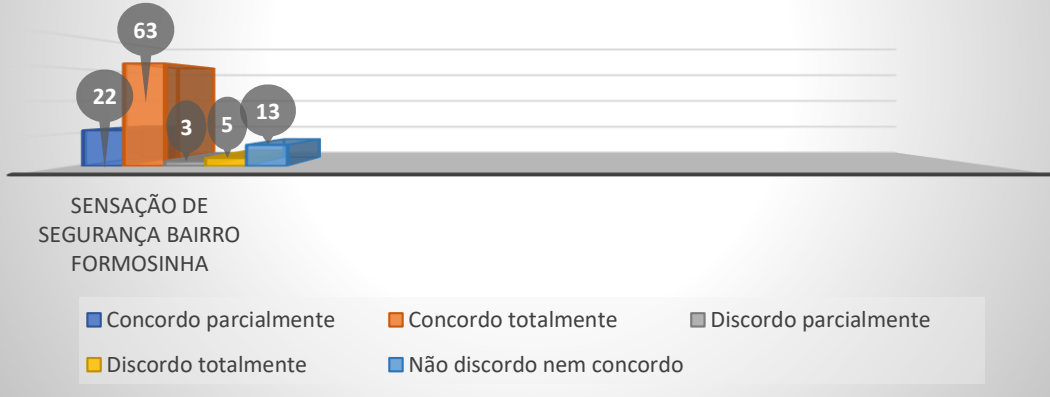 63
22
3
5
13
SENSAÇÃO DE
SEGURANÇA BAIRRO
FORMOSINHA
Concordo parcialmente
Concordo totalmente
Discordo parcialmente
Discordo totalmente
Não discordo nem concordo